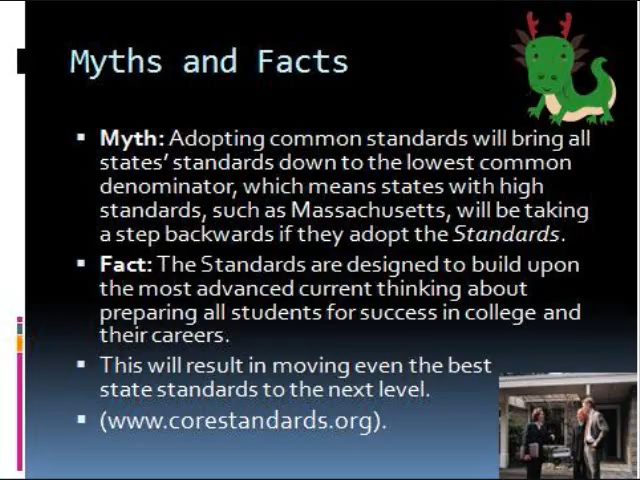 Myths and Facts
Myth: Adopting common standards will bring all
states’ standards down to the lowest common
denominator, which means states with high
standards, such as Massachusetts, will be taking
a step backwards if they adopt the Standards.
Fact: The Standards are designed to build upon
the most advanced current thinking about
preparing all students for success in college and
their careers.
This will result in moving even the best
state standards to the next level.
(www.corestandards.org).